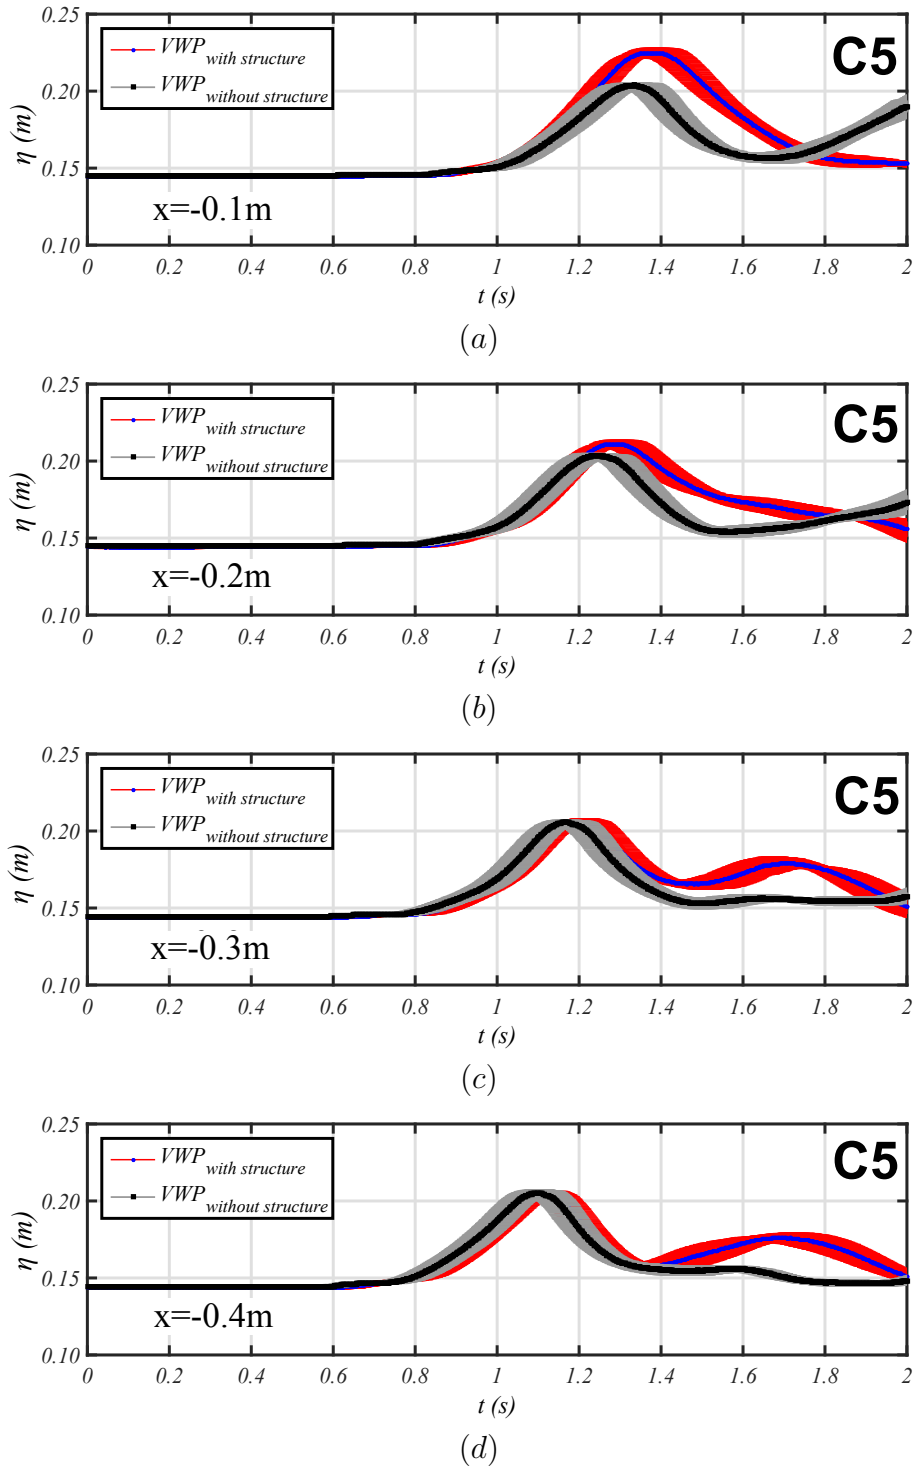 0.25
0.20
0.15
0.10
η (m)
VWP with structure
VWP without structure
C5
x=-0.1m
0 0.2 0.4 0.6 0.8 1 1.2 1.4 1.6 1.8 2
t (s)
(a)
0.25
0.20
0.15
0.10
η (m)
VWP with structure
VWP without structure
C5
x=-0.2m
0 0.2 0.4 0.6 0.8 1 1.2 1.4 1.6 1.8 2
t (s)
(b)
0.25
0.20
0.15
0.10
η (m)
VWP with structure
VWP without structure
C5
x=-0.3m
0 0.2 0.4 0.6 0.8 1 1.2 1.4 1.6 1.8 2
t (s)
(c)
0.25
0.20
0.15
0.10
η (m)
VWP with structure
VWP without structure
C5
x=-0.4m
0 0.2 0.4 0.6 0.8 1 1.2 1.4 1.6 1.8 2
t (s)
(d)